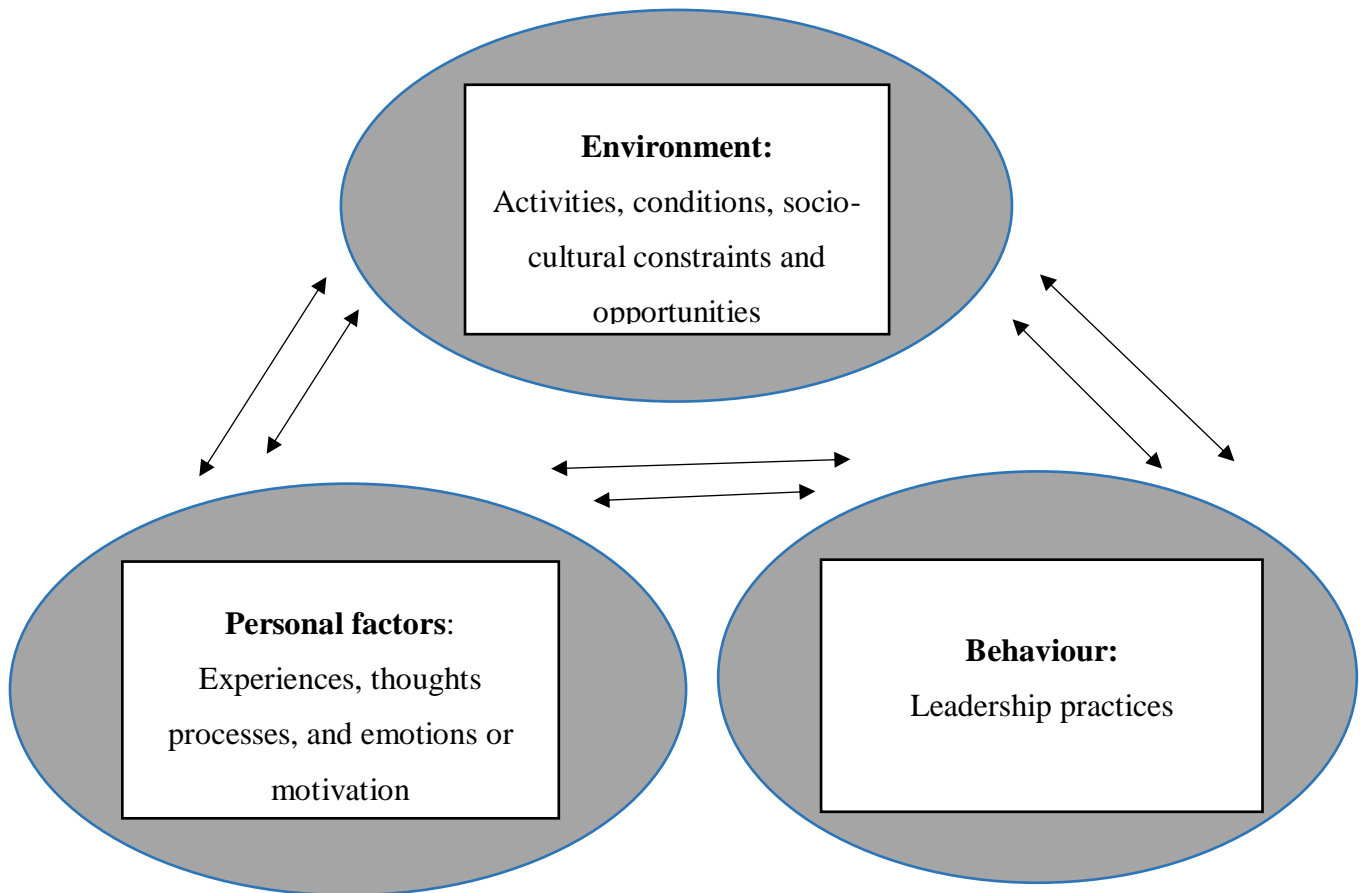 Environment:
Activities, conditions, socio-
cultural constraints and
opportunities
Personal factors:
Experiences, thoughts
processes, and emotions or
motivation
Behaviour:
Leadership practices